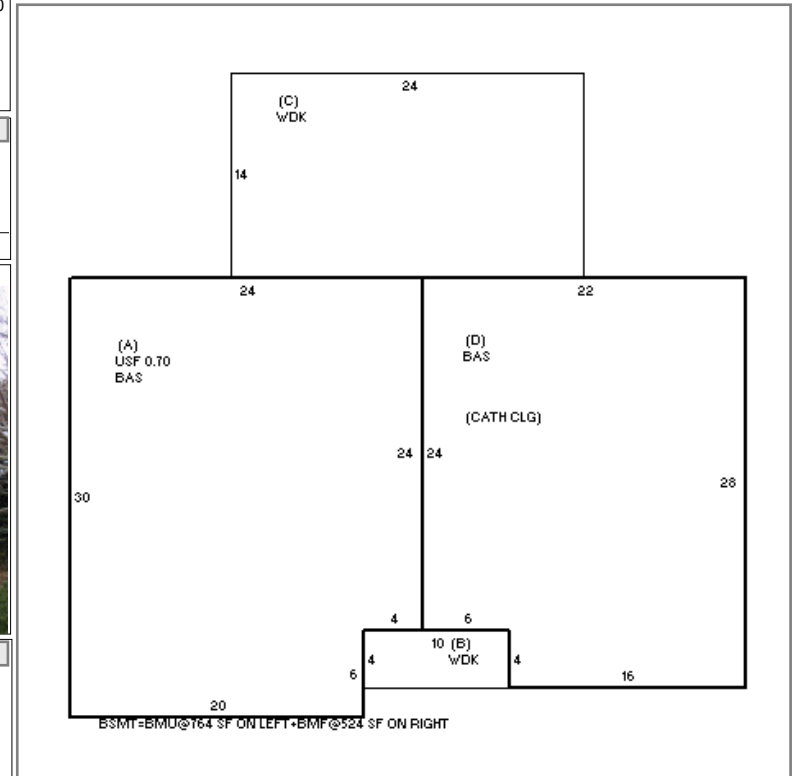 0
24
(C)
WDK
14
24
22
(A)
USF 0.70
BAS
(D)
BAS
(CATH CLG)
24
24
28
30
4
6
10 (B)
WDK
4
4
6
16
20
BSMT=BMU@764 SF ON LEFT+BMF@524 SF ON RIGHT